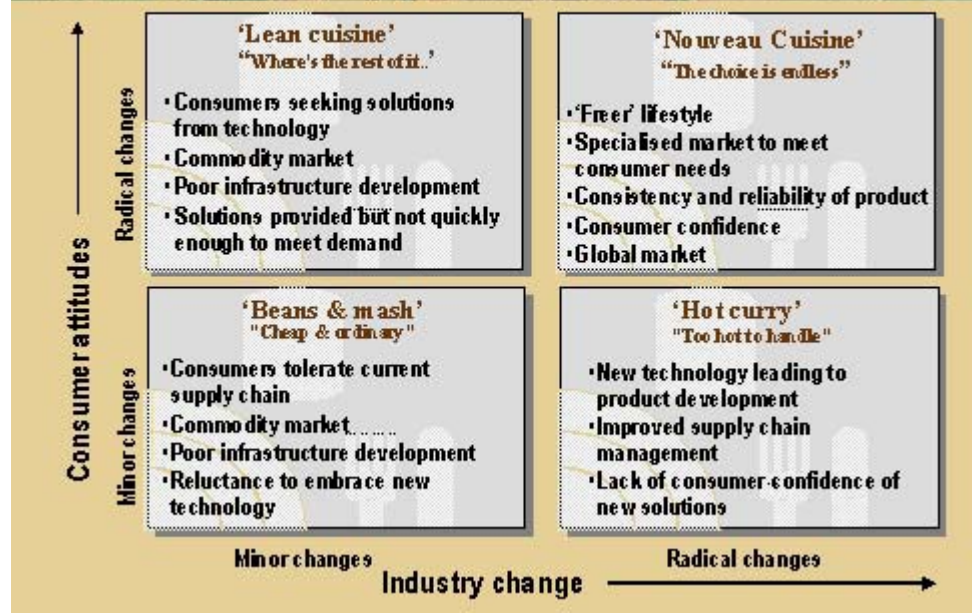 'Lean cuisine'
“Where's the rest of it..’
•Consumers seeking solutions
from technology
•Commodity market
•Poor infrastructure development
•Solutions provided but not quickly
enough to meet demand
'Nouveau Cuisine'
“The choice is endless”
•'Freer' lifestyle
•Specialised market to meet
consumer needs
•Consistency and reliability of product
•Consumer confidence
•Global market
Radical changes
'Beans & mash'
"Cheap & ordinary"
•Consumers tolerate current
supply chain
•Commodity market
•Poor infrastructure development
•Reluctance to embrace new
technology
'Hot curry'
"Too hot to handle"
•New technology leading to
product development
•Improved supply chain
management
•Lack of consumer-confidence of
new solutions
Minor changes
Consumer attitudes
Minor changes
Radical changes
Industry change